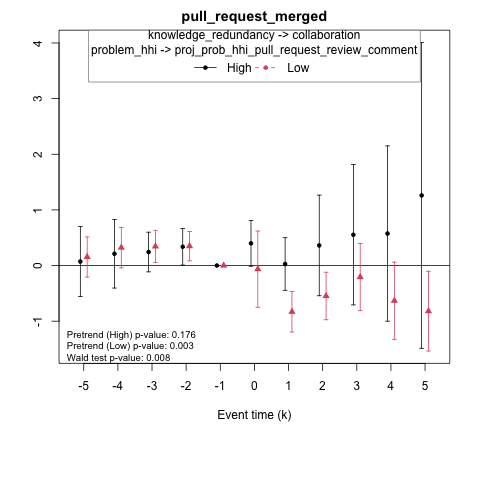 pull_request_merged
knowledge_redundancy -> collaboration
problem_hhi -> proj_prob_hhi_pull_request_review_comment
High Low
4
3
2
1
0
-1
Pretrend (High) p-value: 0.176
Pretrend (Low) p-value: 0.003
Wald test p-value: 0.008
-5 -4 -3 -2 -1 0 1 2 3 4 5
Event time (k)